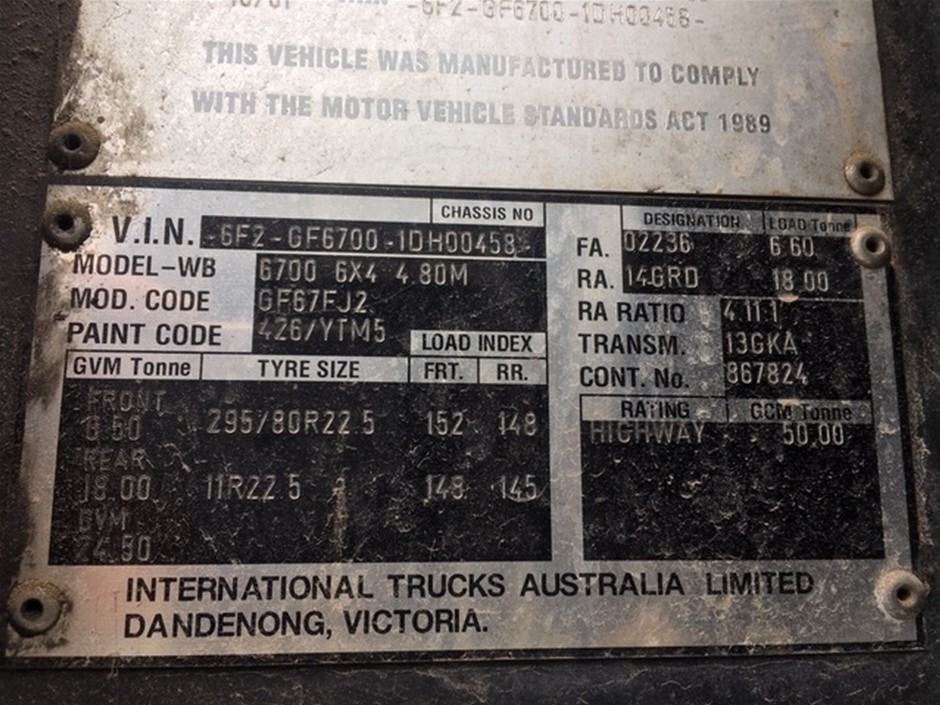 -6F2-GF6700-1DH00458-
THIS VEHICLE WAS MANUFACTURED TO COMPLY
WITH THE MOTOR VEHICLE STANDARDS ACT 1989
CHASSIS NO
V.I.N. -6F2-GF6700-1DH00458-
MODEL-WB 6700 6X4 4.80M
MOD. CODE GF67FJ2
PAINT CODE 426/YTM5
LOAD INDEX
GVM Tonne TYRE SIZE FRT. RR.
FRONT
6.50 295/80R22.5 152 148
REAR
18.00 11R22.5 148 145
GVM
24.50
DESIGNATION LOAD Tonne
FA. 02236 6.60
RA. 14GRD 18.00
RA RATIO 4.11.1
TRANSM. 13GKA
CONT. No. 867824
RATING GCM Tonne
HIGHWAY 50.00
INTERNATIONAL TRUCKS AUSTRALIA LIMITED
DANDENONG, VICTORIA.